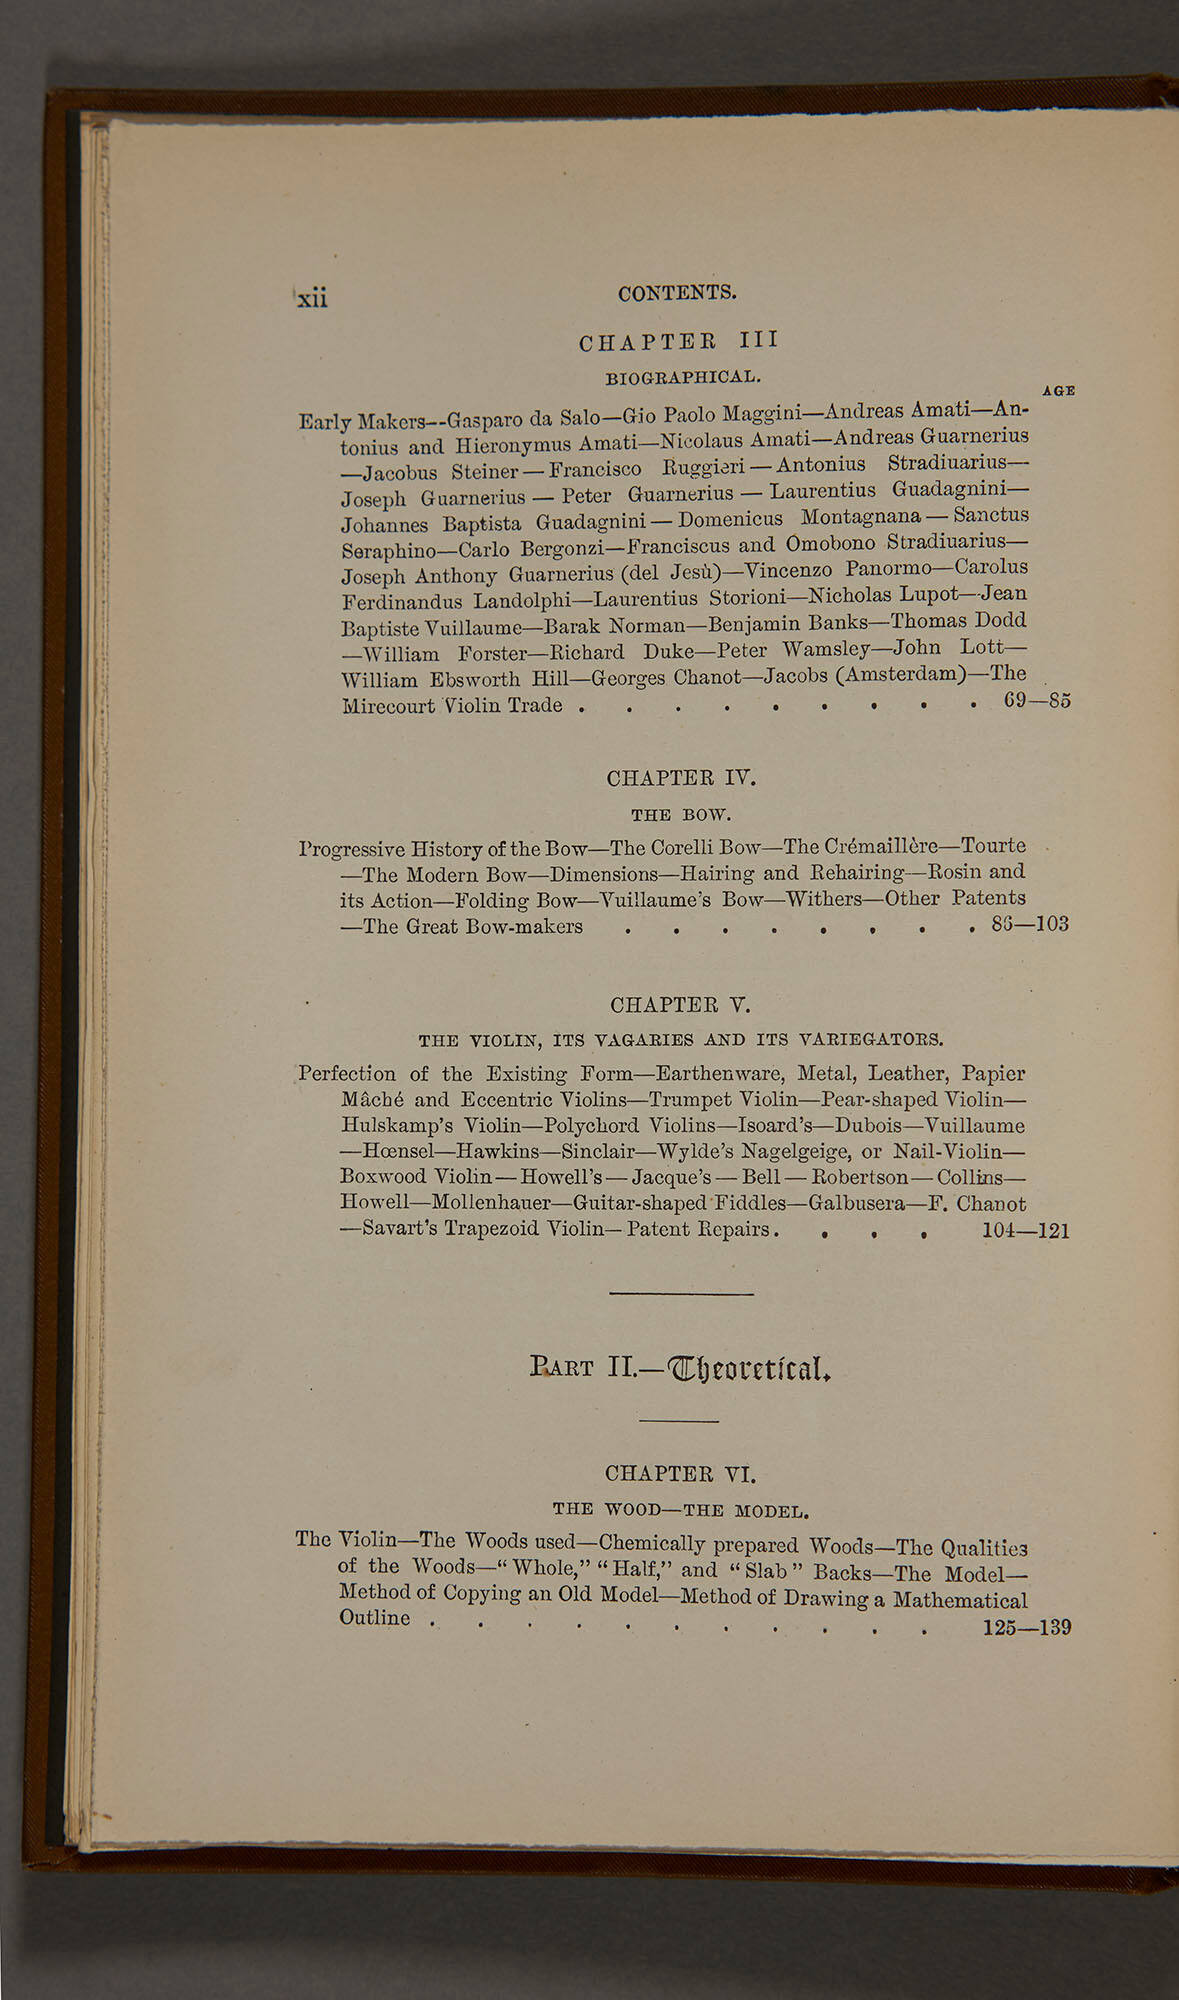 xii
CONTENTS.
CHAPTER III
BIOGRAPHICAL.
AGE
Early Makers--Gasparo da Salo—Gio Paolo Maggini—Andreas Amati—An-
tonius and Hieronymus Amati—Nicolaus Amati—Andreas Guarnerius
—Jacobus Steiner—Francisco Ruggieri—Antonius Stradiuarius—
Joseph Guarnerius — Peter Guarnerius — Laurentius Guadagnini—
Johannes Baptista Guadagnini — Domenicus Montagnana — Sanctus
Seraphino—Carlo Bergonzi—Franciscus and Omobono Stradiuarius—
Joseph Anthony Guarnerius (del Jesù)—Vincenzo Panormo—Carolus
Ferdinandus Landolphi—Laurentius Storioni—Nicholas Lupot—Jean
Baptiste Vuillaume—Barak Norman—Benjamin Banks—Thomas Dodd
—William Forster—Richard Duke—Peter Wamsley—John Lott—
William Ebsworth Hill—Georges Chanot—Jacobs (Amsterdam)—The
Mirecourt Violin Trade . . . . . . . . . 69—85
CHAPTER IV.
THE BOW.
Progressive History of the Bow—The Corelli Bow—The Crémaillère—Tourte
—The Modern Bow—Dimensions—Hairing and Rehairing—Rosin and
its Action—Folding Bow—Vuillaume's Bow—Withers—Other Patents
—The Great Bow-makers . . . . . . . . 86—103
CHAPTER V.
THE VIOLIN, ITS VAGARIES AND ITS VARIEGATORS.
Perfection of the Existing Form—Earthenware, Metal, Leather, Papier
Mâché and Eccentric Violins—Trumpet Violin—Pear-shaped Violin—
Hulskamp's Violin—Polychord Violins—Isoard's—Dubois—Vuillaume
—Hœnsel—Hawkins—Sinclair—Wylde's Nagelgeige, or Nail-Violin—
Boxwood Violin—Howell's—Jacque's—Bell—Robertson—Collins—
Howell—Mollenhauer—Guitar-shaped Fiddles—Galbusera—F. Chanot
—Savart's Trapezoid Violin—Patent Repairs . . . . 104—121
PART II.—Theoretical.
CHAPTER VI.
THE WOOD—THE MODEL.
The Violin—The Woods used—Chemically prepared Woods—The Qualities
of the Woods—"Whole," "Half," and "Slab" Backs—The Model—
Method of Copying an Old Model—Method of Drawing a Mathematical
Outline . . . . . . . . . . . 125—139